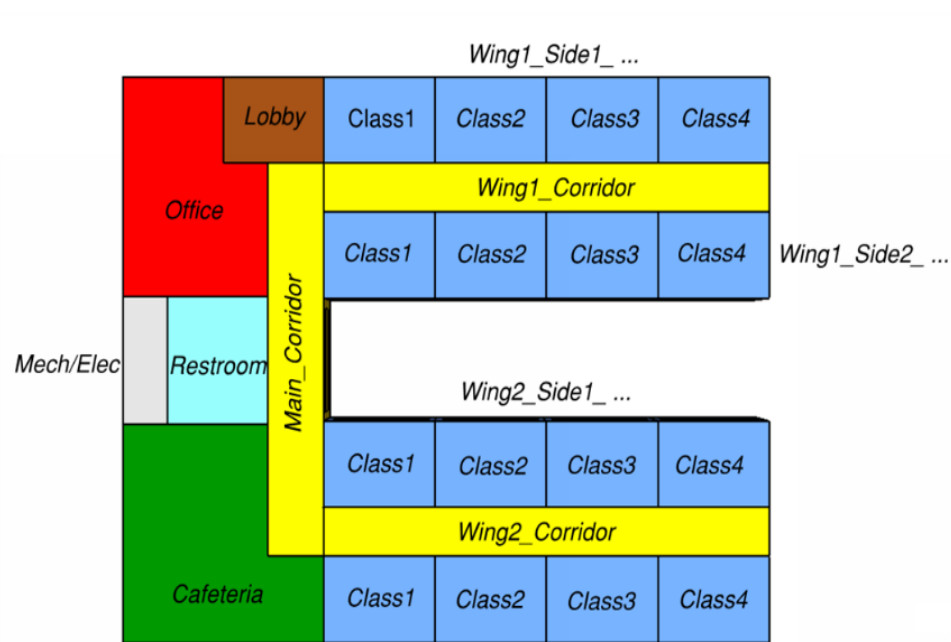 Wing1_Side1_ ...
Lobby Class1 Class2 Class3 Class4
Wing1_Corridor
Office
Class1 Class2 Class3 Class4 Wing1_Side2_ ...
Main_Corridor
Mech/Elec Restroom
Wing2_Side1_ ...
Class1 Class2 Class3 Class4
Wing2_Corridor
Cafeteria Class1 Class2 Class3 Class4